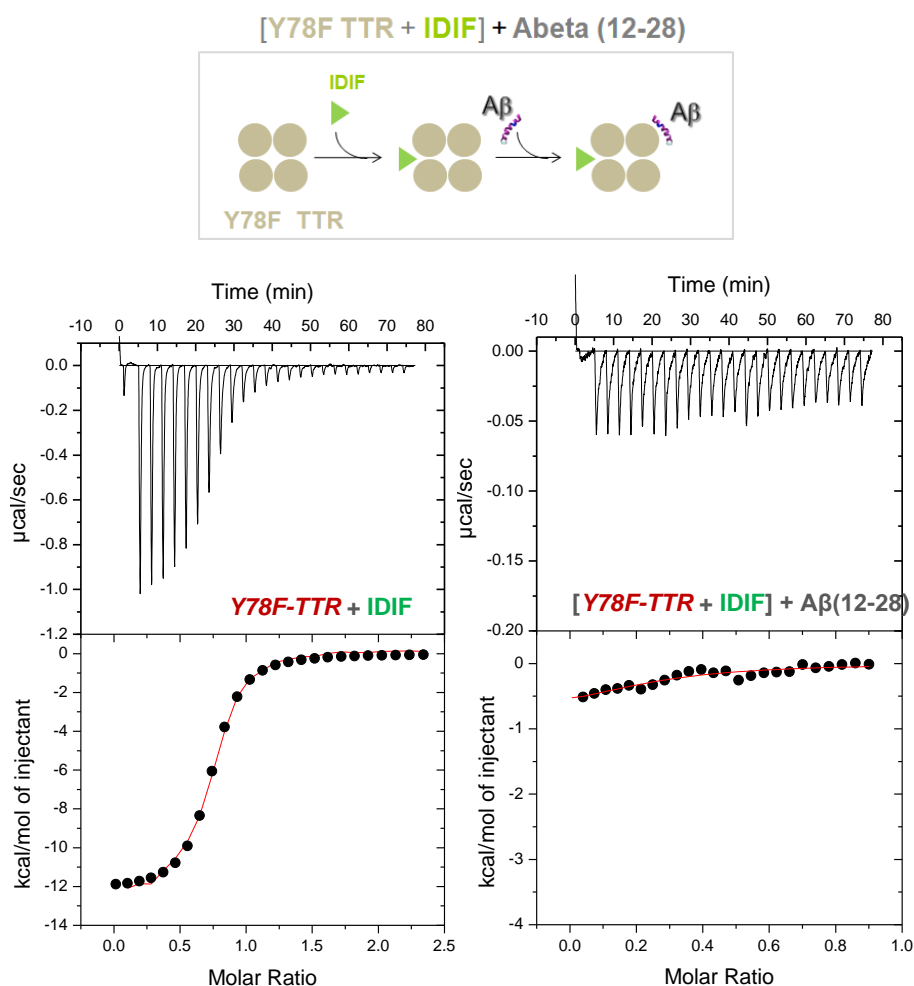 [Y78F TTR + IDIF] + Abeta (12-28)
IDIF
Aβ
Aβ
Y78F TTR
Time (min)
-10 0 10 20 30 40 50 60 70 80
0.0
-0.2
-0.4
-0.6
-0.8
-1.0
-1.2
µcal/sec
Y78F-TTR + IDIF
0
-2
-4
-6
-8
-10
-12
-14
kcal/mol of injectant
0.0 0.5 1.0 1.5 2.0 2.5
Molar Ratio
Time (min)
-10 0 10 20 30 40 50 60 70 80
0.00
-0.05
-0.10
-0.15
-0.20
µcal/sec
[Y78F-TTR + IDIF] + Aβ(12-28)
0
-1
-2
-3
-4
kcal/mol of injectant
0.0 0.2 0.4 0.6 0.8 1.0
Molar Ratio